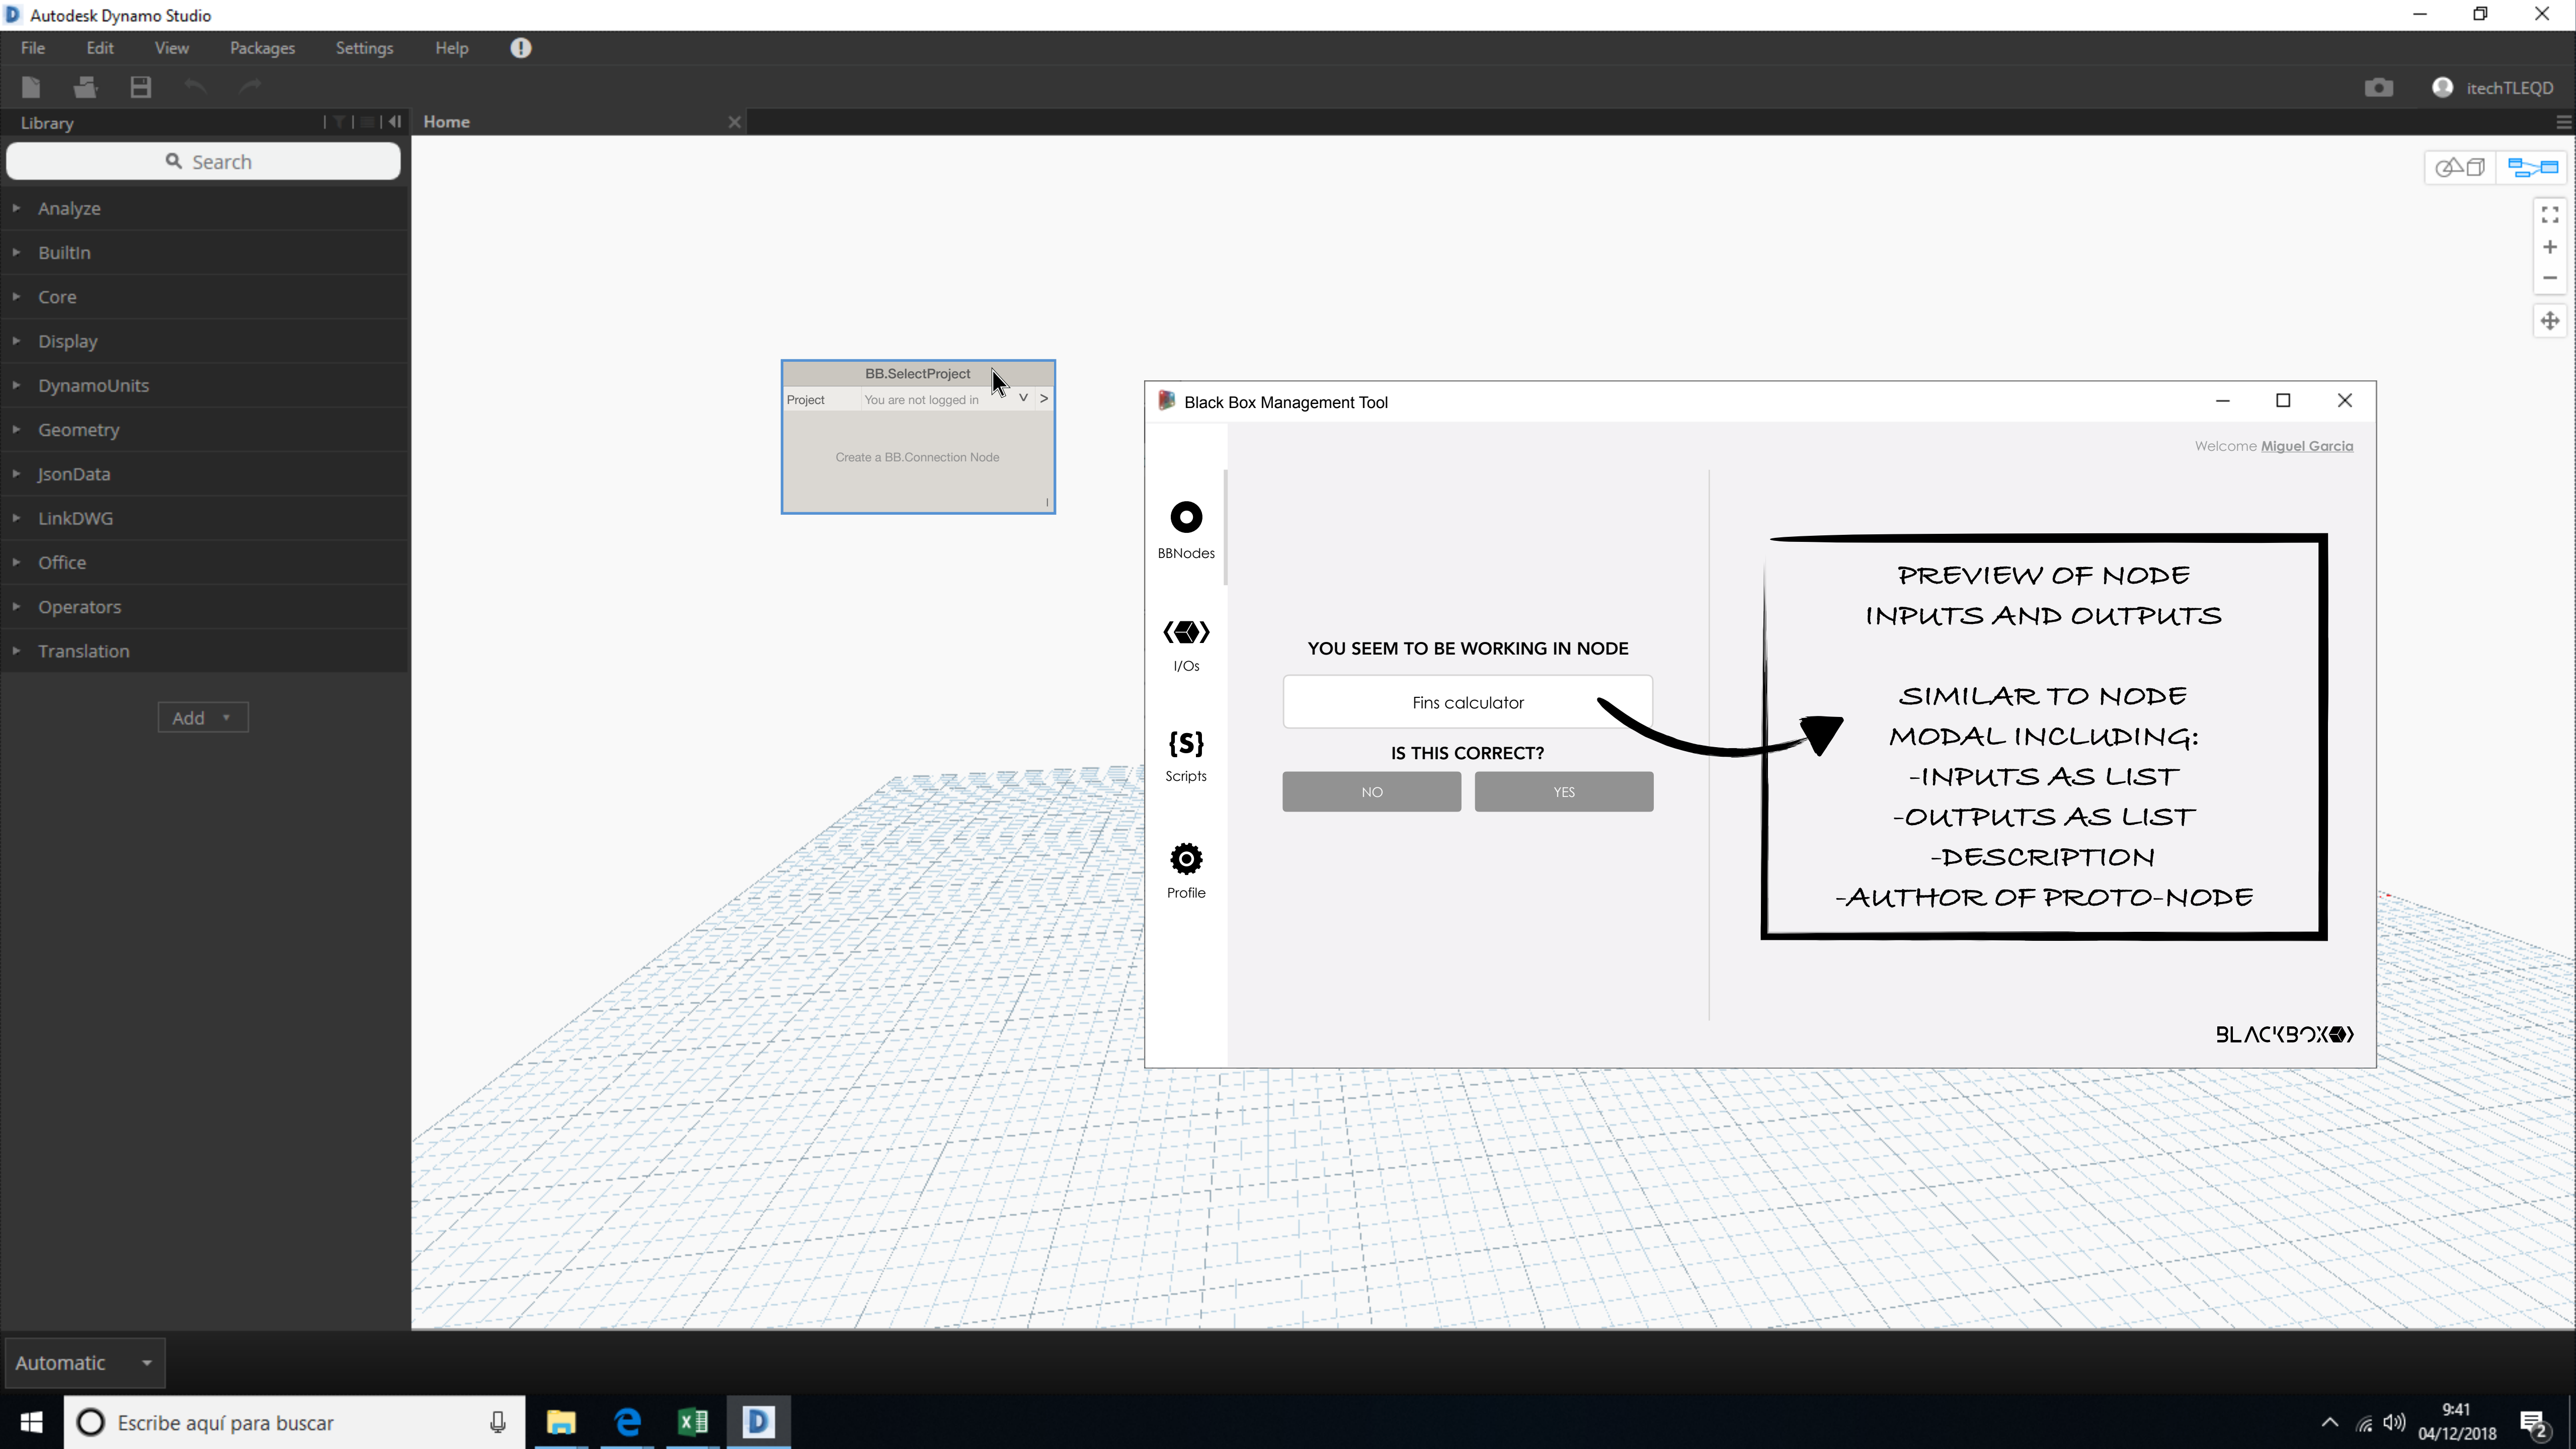 Autodesk Dynamo Studio
File Edit View Packages Settings Help
itechTLEQD
Library
Home
Search
Analyze
BuiltIn
Core
Display
DynamoUnits
Geometry
JsonData
LinkDWG
Office
Operators
Translation
Add
BB.SelectProject
Project You are not logged in V >
Create a BB.Connection Node
Black Box Management Tool
Welcome Miguel Garcia
BBNodes
I/Os
{S}
Scripts
Profile
YOU SEEM TO BE WORKING IN NODE
Fins calculator
IS THIS CORRECT?
NO YES
PREVIEW OF NODE
INPUTS AND OUTPUTS
SIMILAR TO NODE
MODAL INCLUDING:
-INPUTS AS LIST
-OUTPUTS AS LIST
-DESCRIPTION
-AUTHOR OF PROTO-NODE
BLACKBOX
Automatic
Escribe aquí para buscar
9:41
04/12/2018
2